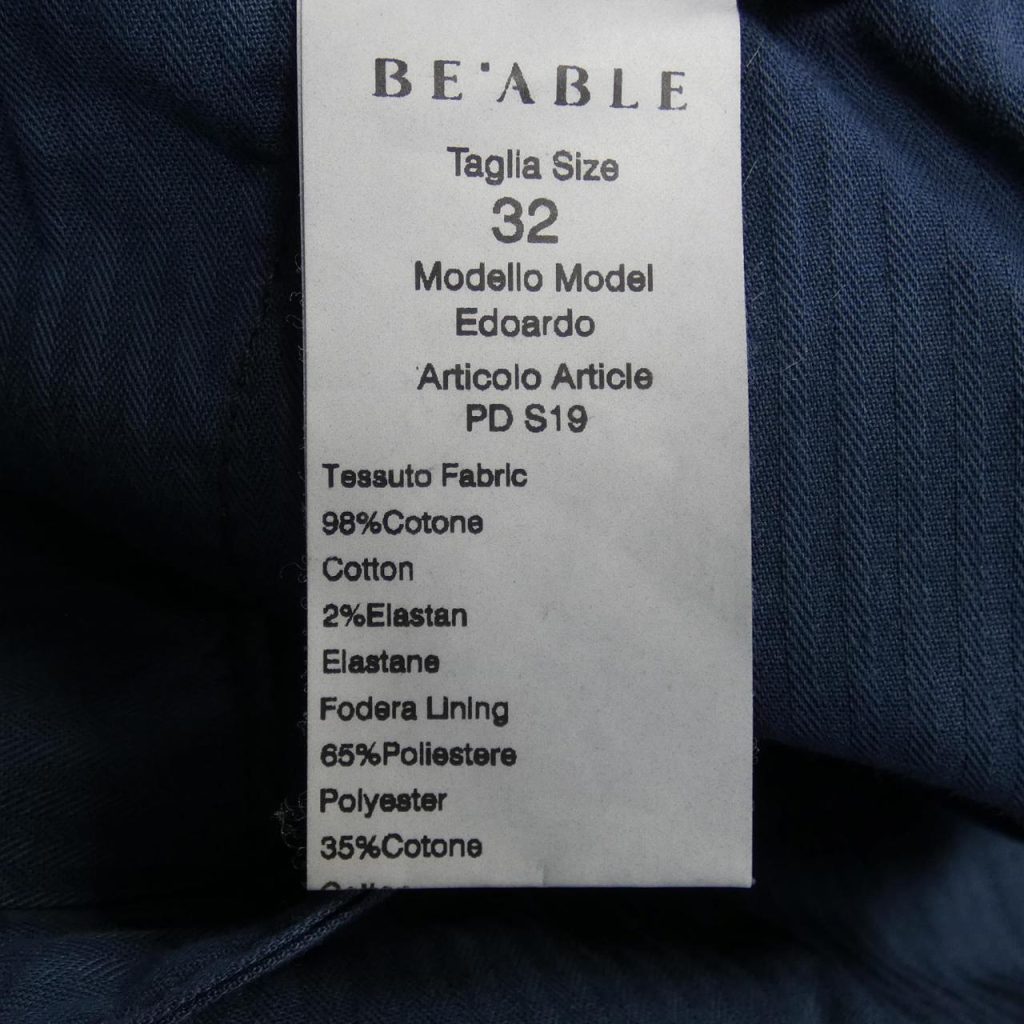 BE'ABLE
Taglia Size
32
Modello Model
Edoardo
Articolo Article
PD S19
Tessuto Fabric
98%Cotone
Cotton
2%Elastan
Elastane
Fodera Lining
65%Poliestere
Polyester
35%Cotone